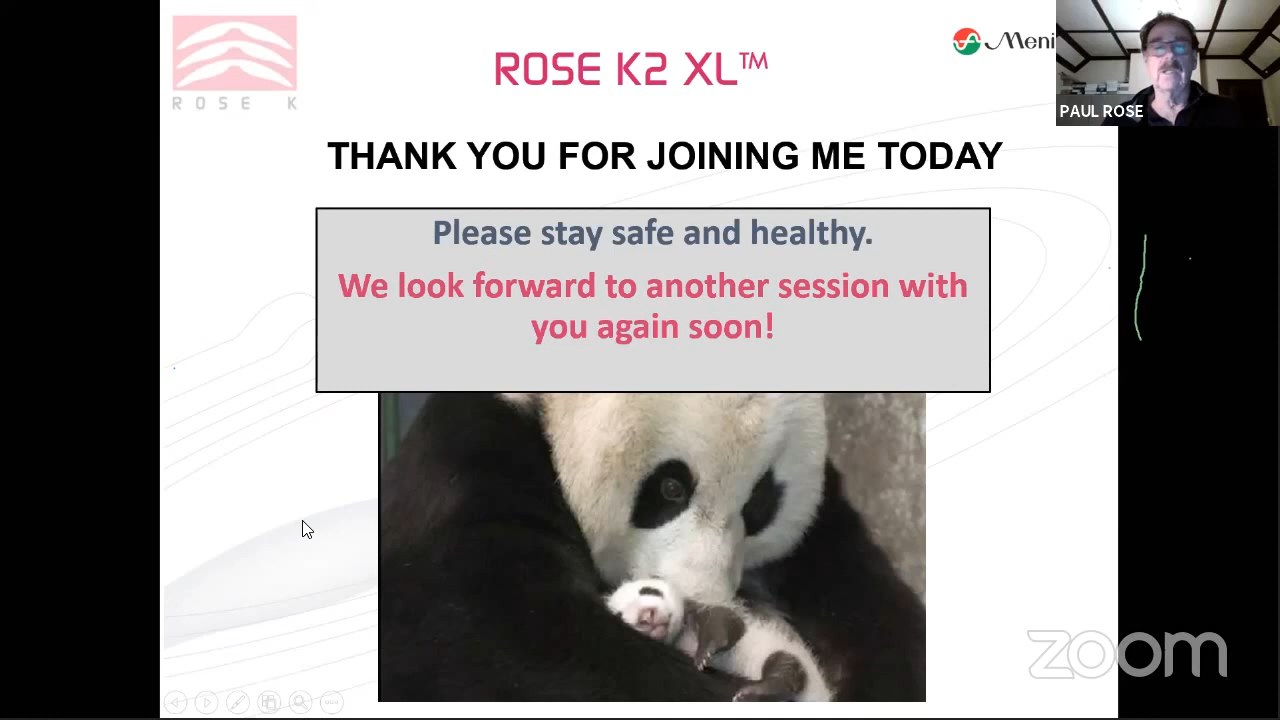 ROSE K
ROSE K2 XL™
Meni
PAUL ROSE
THANK YOU FOR JOINING ME TODAY
Please stay safe and healthy.
We look forward to another session with
you again soon!
zoom